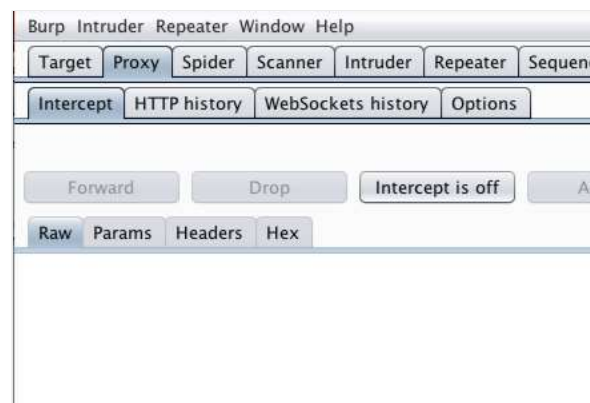 Burp Intruder Repeater Window Help
Target Proxy Spider Scanner Intruder Repeater
Intercept HTTP history WebSockets history Options
Forward Drop Intercept is off
Raw Params Headers Hex